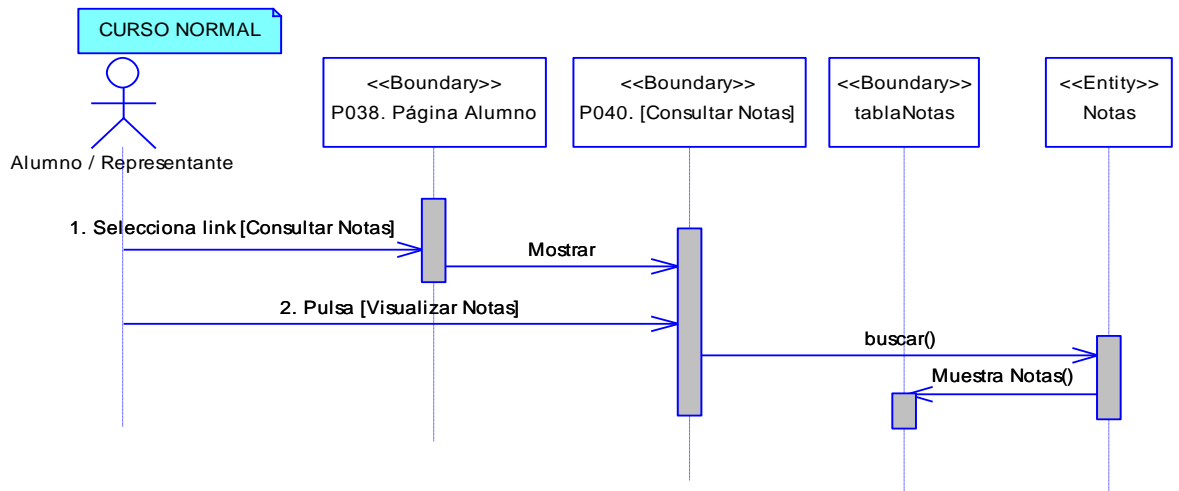 CURSO NORMAL
Alumno / Representante
<<Boundary>>
P038. Página Alumno
<<Boundary>>
P040. [Consultar Notas]
<<Boundary>>
tablaNotas
<<Entity>>
Notas
1. Selecciona link [Consultar Notas]
Mostrar
2. Pulsa [Visualizar Notas]
buscar()
Muestra Notas()